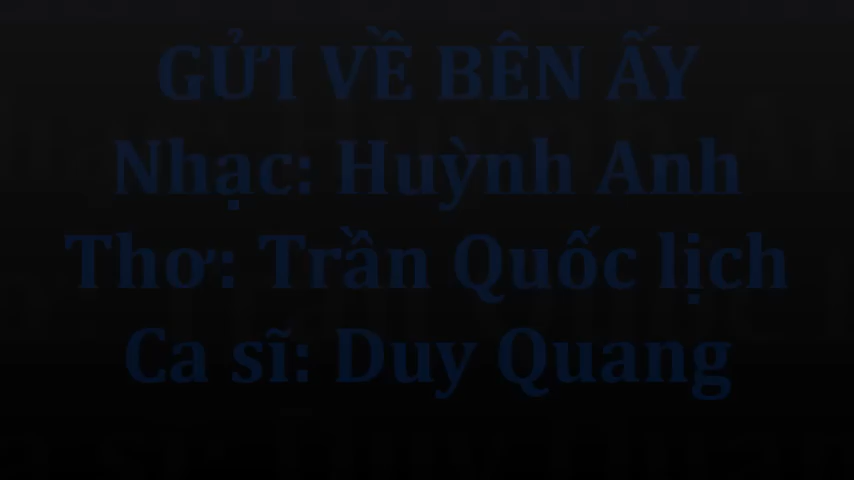 GỬI VỀ BÊN ẤY
Nhạc: Huỳnh Anh
Thơ: Trần Quốc lịch
Ca sĩ: Duy Quang